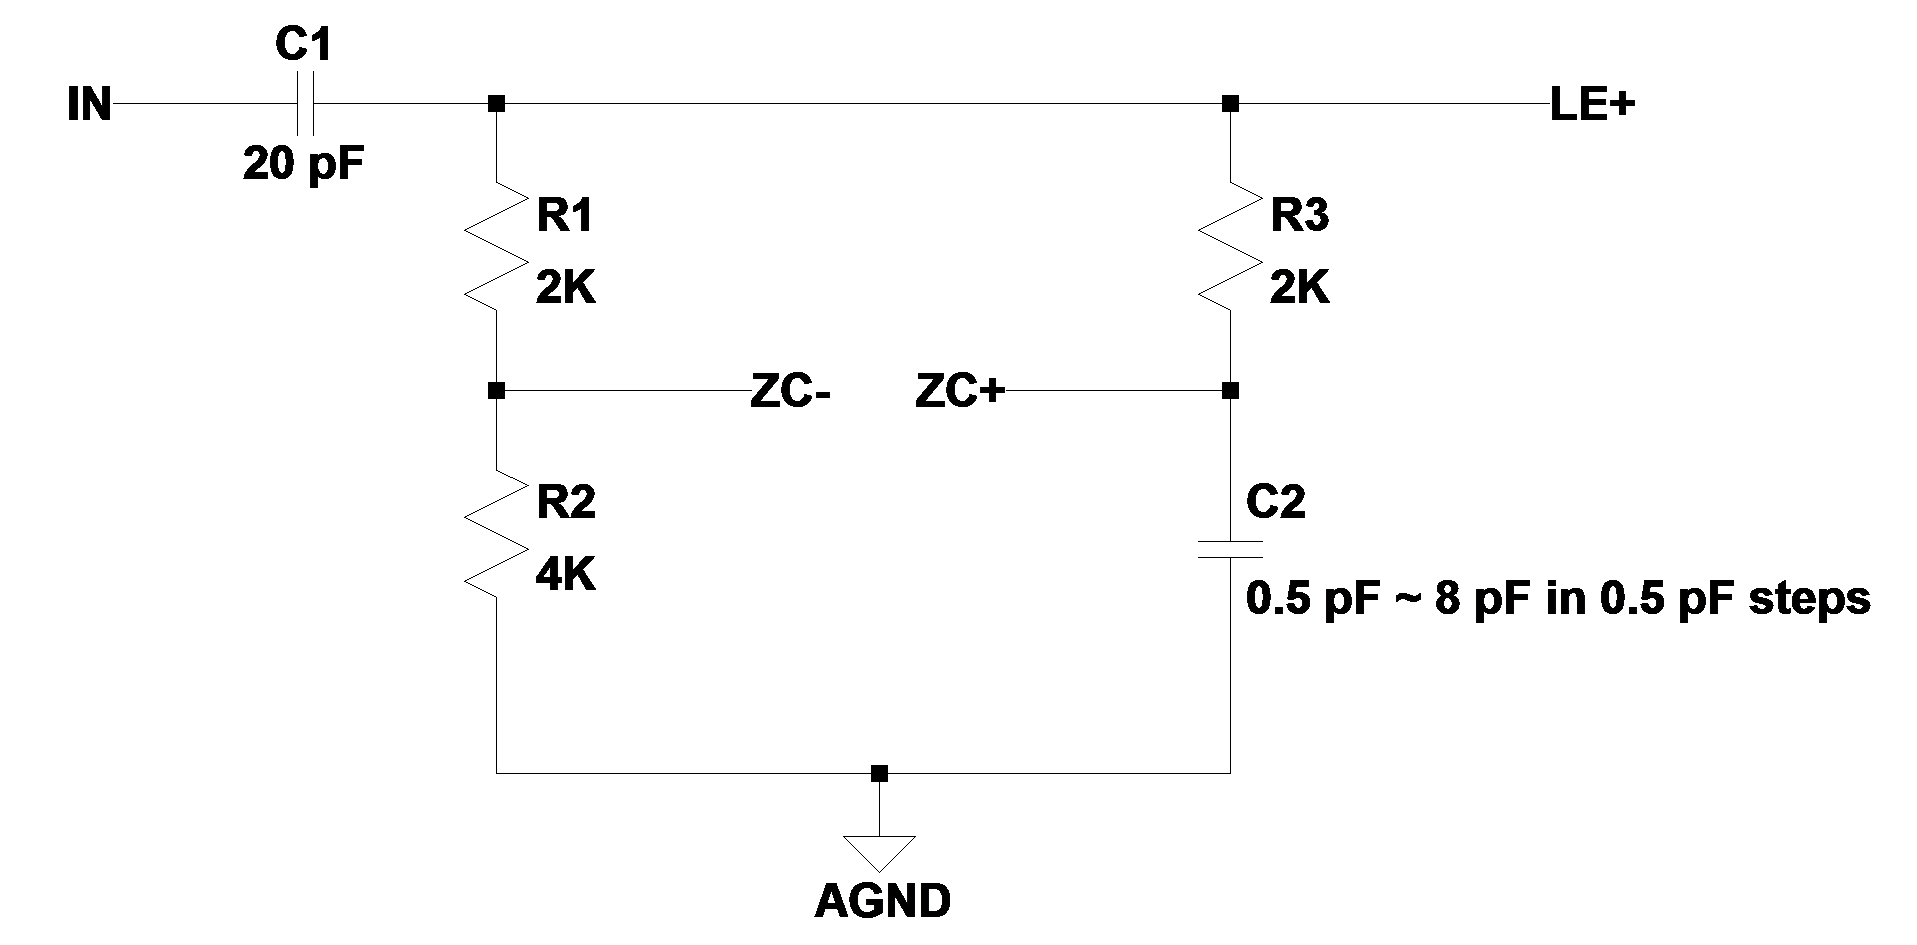 C1
IN
LE+
20 pF
R1
2K
R3
2K
ZC-
ZC+
R2
4K
C2
0.5 pF ~ 8 pF in 0.5 pF steps
AGND